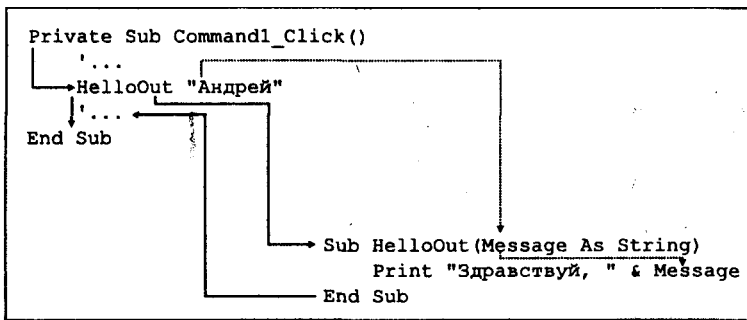 Private Sub Command1_Click()
'...
HelloOut "Андрей"
'...
End Sub
Sub HelloOut(Message As String)
Print "Здравствуй, " & Message
End Sub